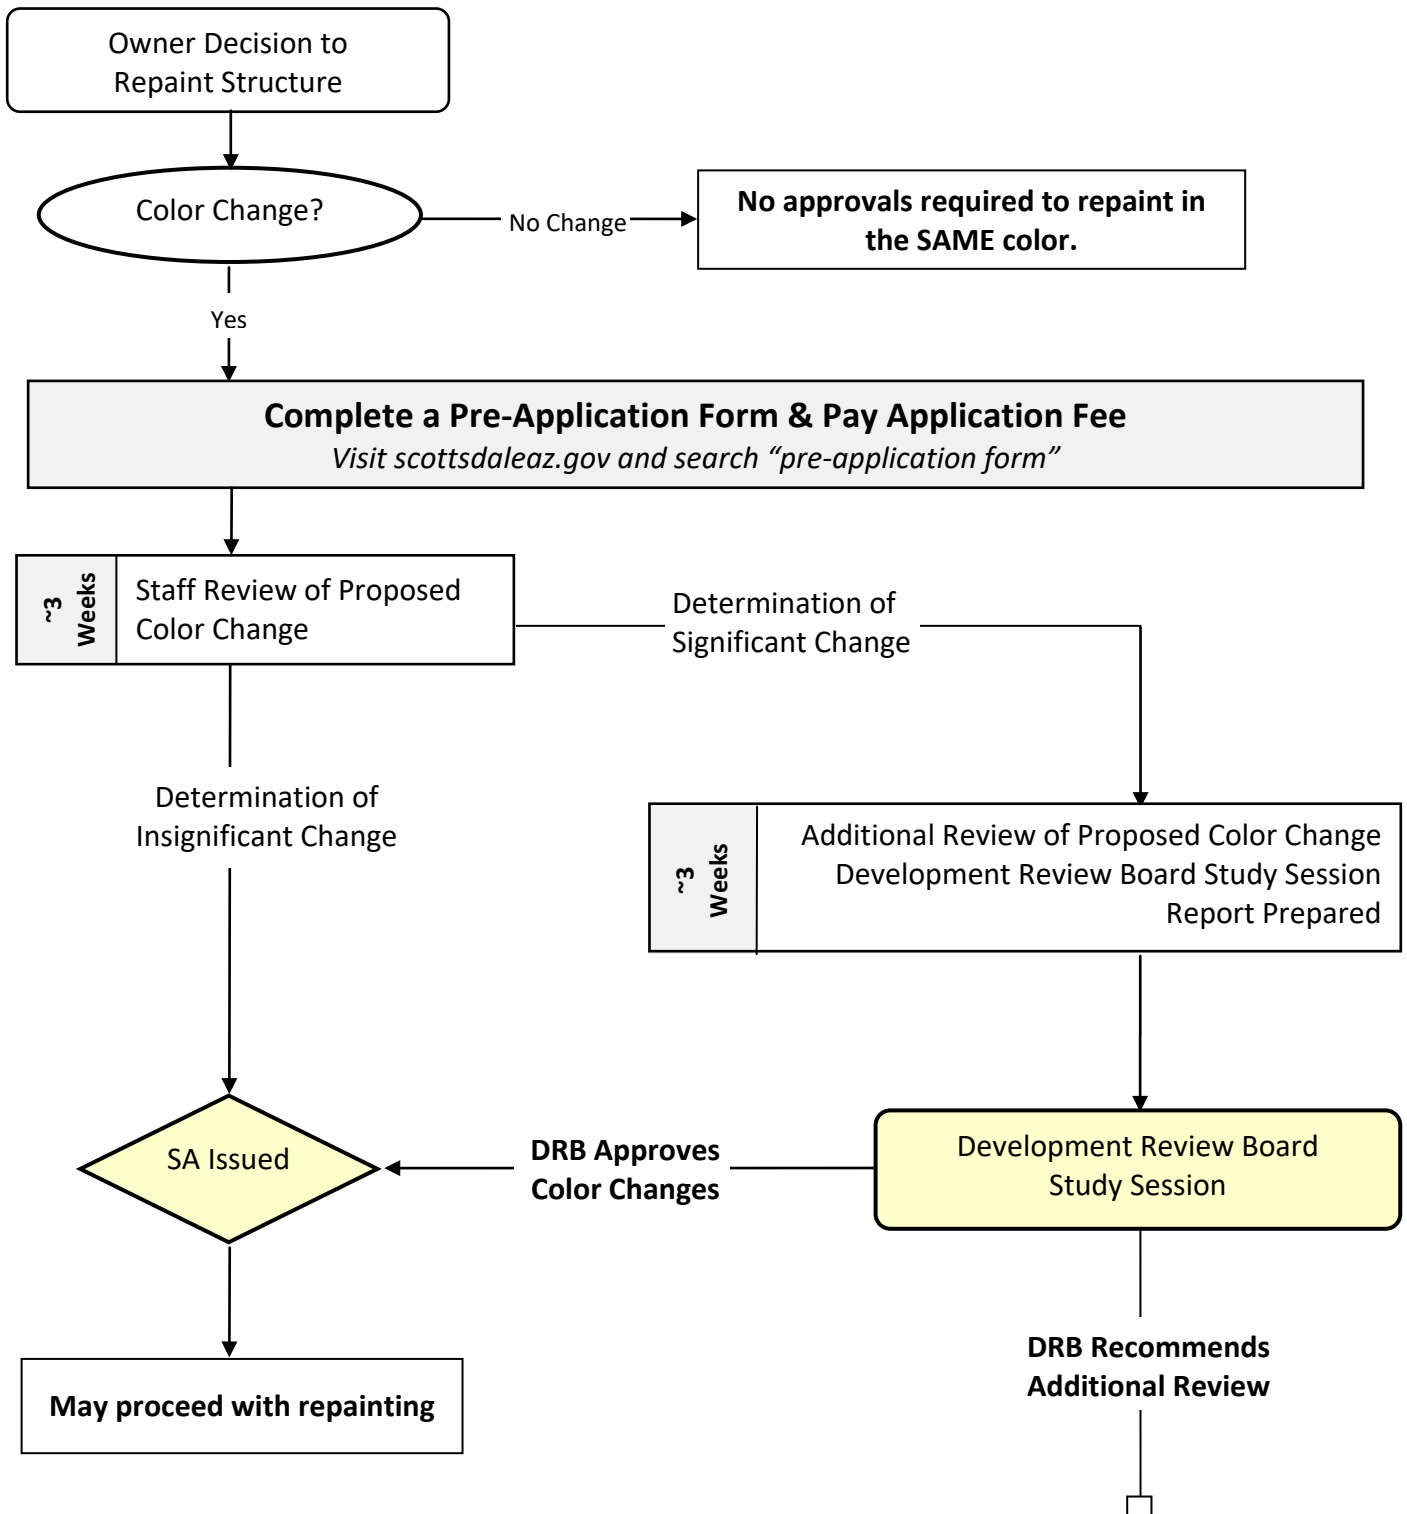 Owner Decision to
Repaint Structure
Color Change?
No Change
No approvals required to repaint in
the SAME color.
Yes
Complete a Pre-Application Form & Pay Application Fee
Visit scottsdaleaz.gov and search “pre-application form”
~3
Weeks
Staff Review of Proposed
Color Change
Determination of
Significant Change
Determination of
Insignificant Change
~3
Weeks
Additional Review of Proposed Color Change
Development Review Board Study Session
Report Prepared
SA Issued
DRB Approves
Color Changes
Development Review Board
Study Session
May proceed with repainting
DRB Recommends
Additional Review